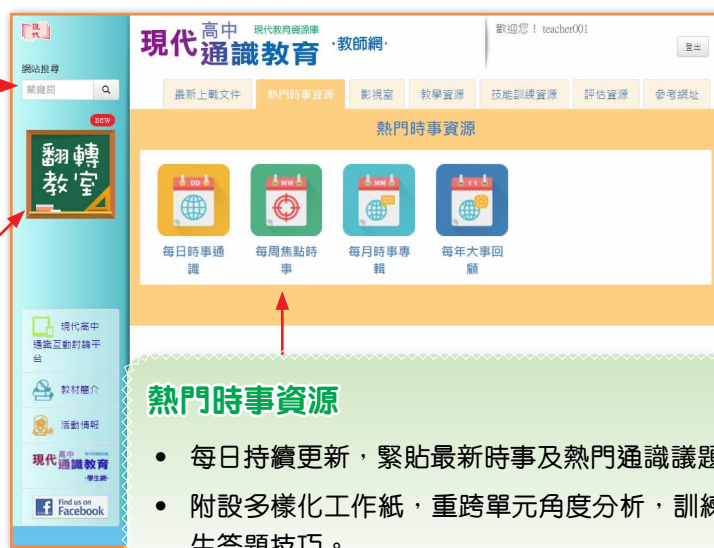 現代
網站搜尋
關鍵詞
new
翻轉
教室
現代高中
通識互動討論平
台
教材簡介
活動情報
現代高中通識教育
·學生網·
Find us on
Facebook
現代教育資源庫
現代高中通識教育 ·教師網·
歡迎您！ teacher001
登出
最新上載文件 熱門時事資源 影視室 教學資源 技能訓練資源 評估資源 參考網址
熱門時事資源
DD WW MM YY
每日時事通
識
每周焦點時
事
每月時事專
輯
每年大事回
顧
熱門時事資源
• 每日持續更新，緊貼最新時事及熱門通識議題
• 附設多樣化工作紙，重跨單元角度分析，訓練
生答題技巧。